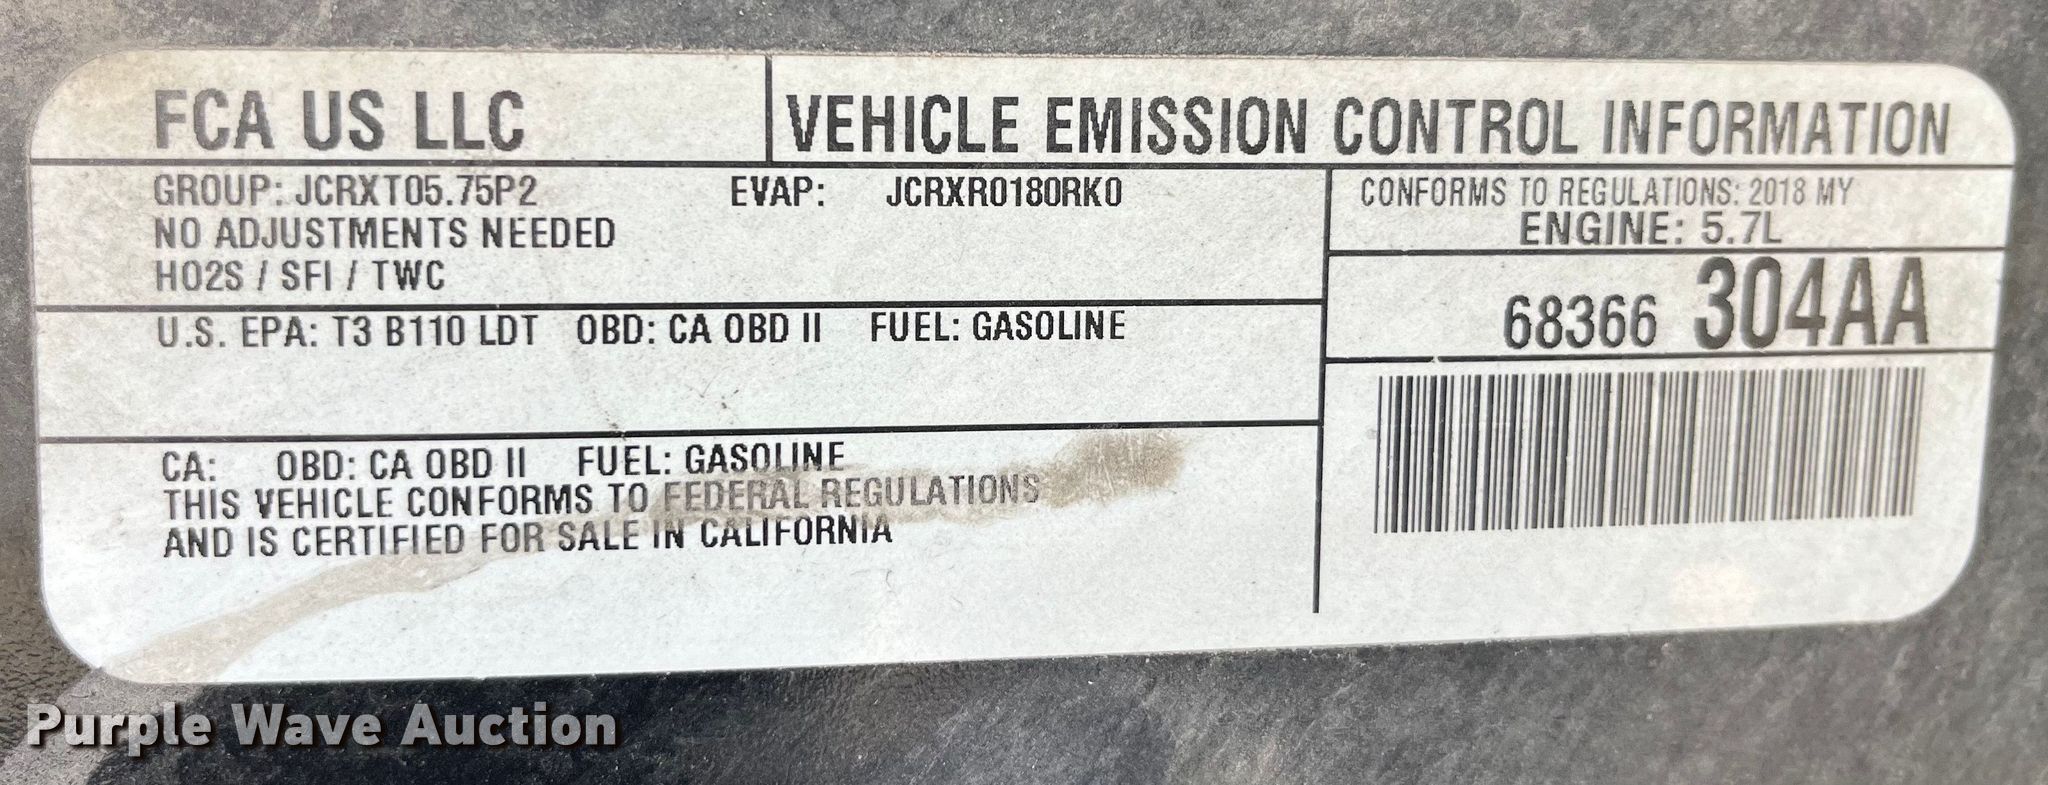 FCA US LLC
VEHICLE EMISSION CONTROL INFORMATION
GROUP: JCRXT05.75P2 EVAP: JCRXR0180RK0
NO ADJUSTMENTS NEEDED
HO2S / SFI / TWC
CONFORMS TO REGULATIONS: 2018 MY
ENGINE: 5.7L
68366 304AA
U.S. EPA: T3 B110 LDT OBD: CA OBD II FUEL: GASOLINE
CA: OBD: CA OBD II FUEL: GASOLINE
THIS VEHICLE CONFORMS TO FEDERAL REGULATIONS
AND IS CERTIFIED FOR SALE IN CALIFORNIA
Purple Wave Auction